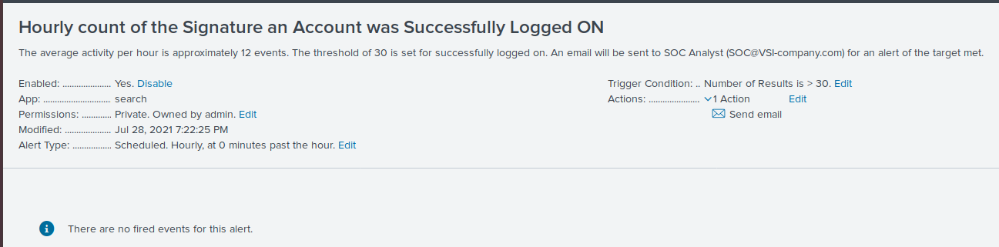 Hourly count of the Signature an Account was Successfully Logged ON
The average activity per hour is approximately 12 events. The threshold of 30 is set for successfully logged on. An email will be sent to SOC Analyst (SOC@VSI-company.com) for an alert of the target met.
Enabled: ..................... Yes. Disable
App: ............................. search
Permissions: ............. Private. Owned by admin. Edit
Modified: .................... Jul 28, 2021 7:22:25 PM
Alert Type: ................. Scheduled. Hourly, at 0 minutes past the hour. Edit
Trigger Condition: .. Number of Results is > 30. Edit
Actions: ...................... 1 Action Edit
Send email
There are no fired events for this alert.